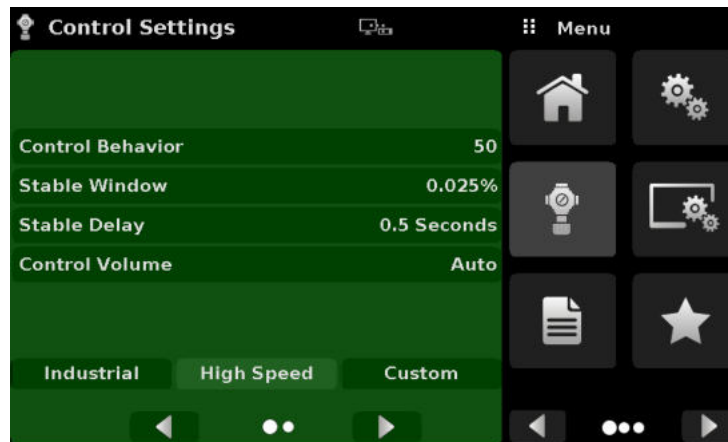 Control Settings
Menu
Control Behavior 50
Stable Window 0.025%
Stable Delay 0.5 Seconds
Control Volume Auto
Industrial High Speed Custom